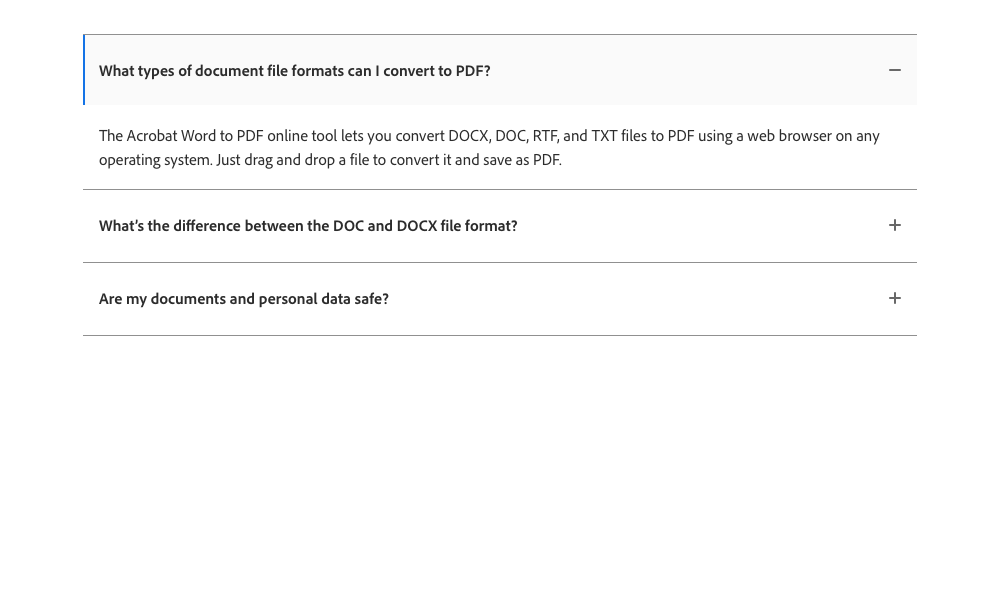 What types of document file formats can I convert to PDF?
The Acrobat Word to PDF online tool lets you convert DOCX, DOC, RTF, and TXT files to PDF using a web browser on any
operating system. Just drag and drop a file to convert it and save as PDF.
What’s the difference between the DOC and DOCX file format?
Are my documents and personal data safe?